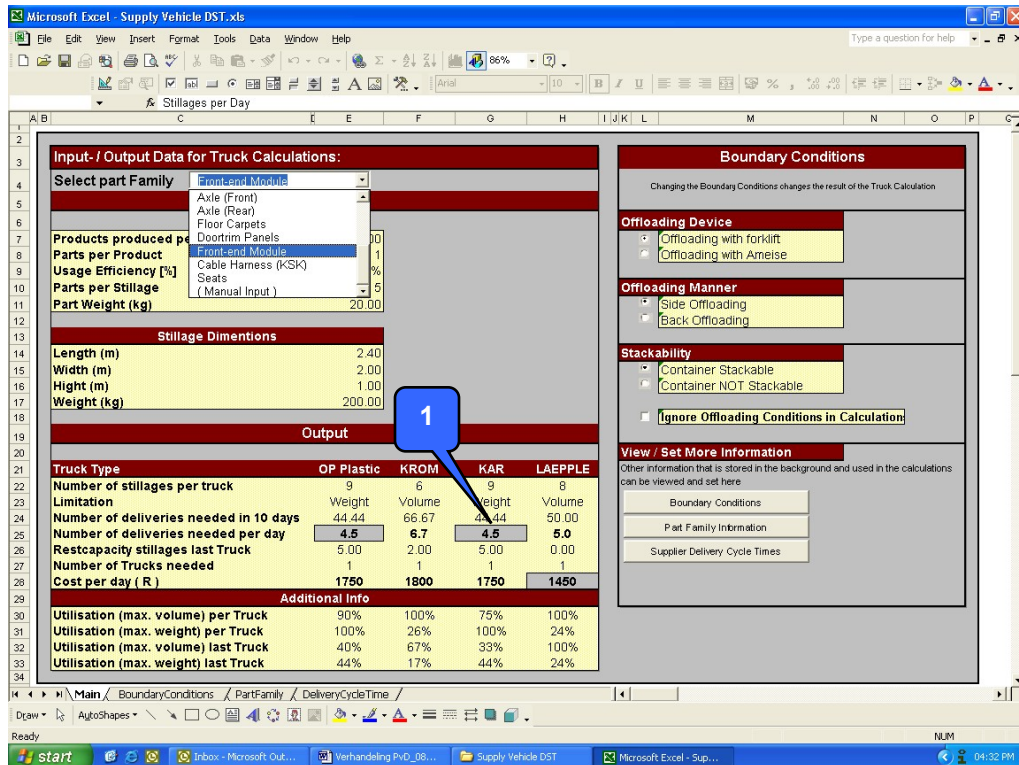 Microsoft Excel - Supply Vehicle DST.xls
File Edit View Insert Format Tools Data Window Help
Type a question for help
86%
Arial 10
fx Stillages per Day
A B C D E F G H I J K L M N O P
Input- / Output Data for Truck Calculations:
Select part Family Front-end Module
Axle (Front)
Axle (Rear)
Floor Carpets
Doortrim Panels
Front-end Module
Cable Harness (KSK)
Seats
( Manual Input )
Products produced pe 00
Parts per Product 1
Usage Efficiency [%] %
Parts per Stillage 5
Part Weight (kg) 20.00
Stillage Dimentions
Length (m) 2.40
Width (m) 2.00
Hight (m) 1.00
Weight (kg) 200.00
1
Output
Truck Type OP Plastic KROM KAR LAEPPLE
Number of stillages per truck 9 6 9 8
Limitation Weight Volume Weight Volume
Number of deliveries needed in 10 days 44.44 66.67 44.44 50.00
Number of deliveries needed per day 4.5 6.7 4.5 5.0
Restcapacity stillages last Truck 5.00 2.00 5.00 0.00
Number of Trucks needed 1 1 1 1
Cost per day ( R ) 1750 1800 1750 1450
Additional Info
Utilisation (max. volume) per Truck 90% 100% 75% 100%
Utilisation (max. weight) per Truck 100% 26% 100% 24%
Utilisation (max. volume) last Truck 40% 67% 33% 100%
Utilisation (max. weight) last Truck 44% 17% 44% 24%
Boundary Conditions
Changing the Boundary Conditions changes the result of the Truck Calculation
Offloading Device
Offloading with forklift
Offloading with Ameise
Offloading Manner
Side Offloading
Back Offloading
Stackability
Container Stackable
Container NOT Stackable
Ignore Offloading Conditions in Calculation
View / Set More Information
Other information that is stored in the background and used in the calculations
can be viewed and set here
Boundary Conditions
Part Family Information
Supplier Delivery Cycle Times
Main BoundaryConditions PartFamily DeliveryCycleTime
Draw AutoShapes
Ready NUM
start Inbox - Microsoft Out... Verhandeling PvD_08... Supply Vehicle DST Microsoft Excel - Sup... 04:32 PM